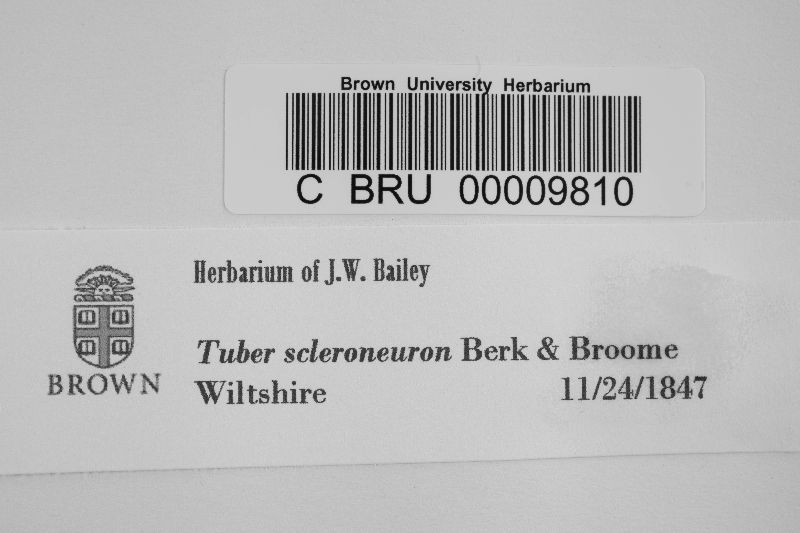 Brown University Herbarium
C BRU 00009810
Herbarium of J.W. Bailey
Tuber scleroneuron Berk & Broome
BROWN
Wiltshire 11/24/1847